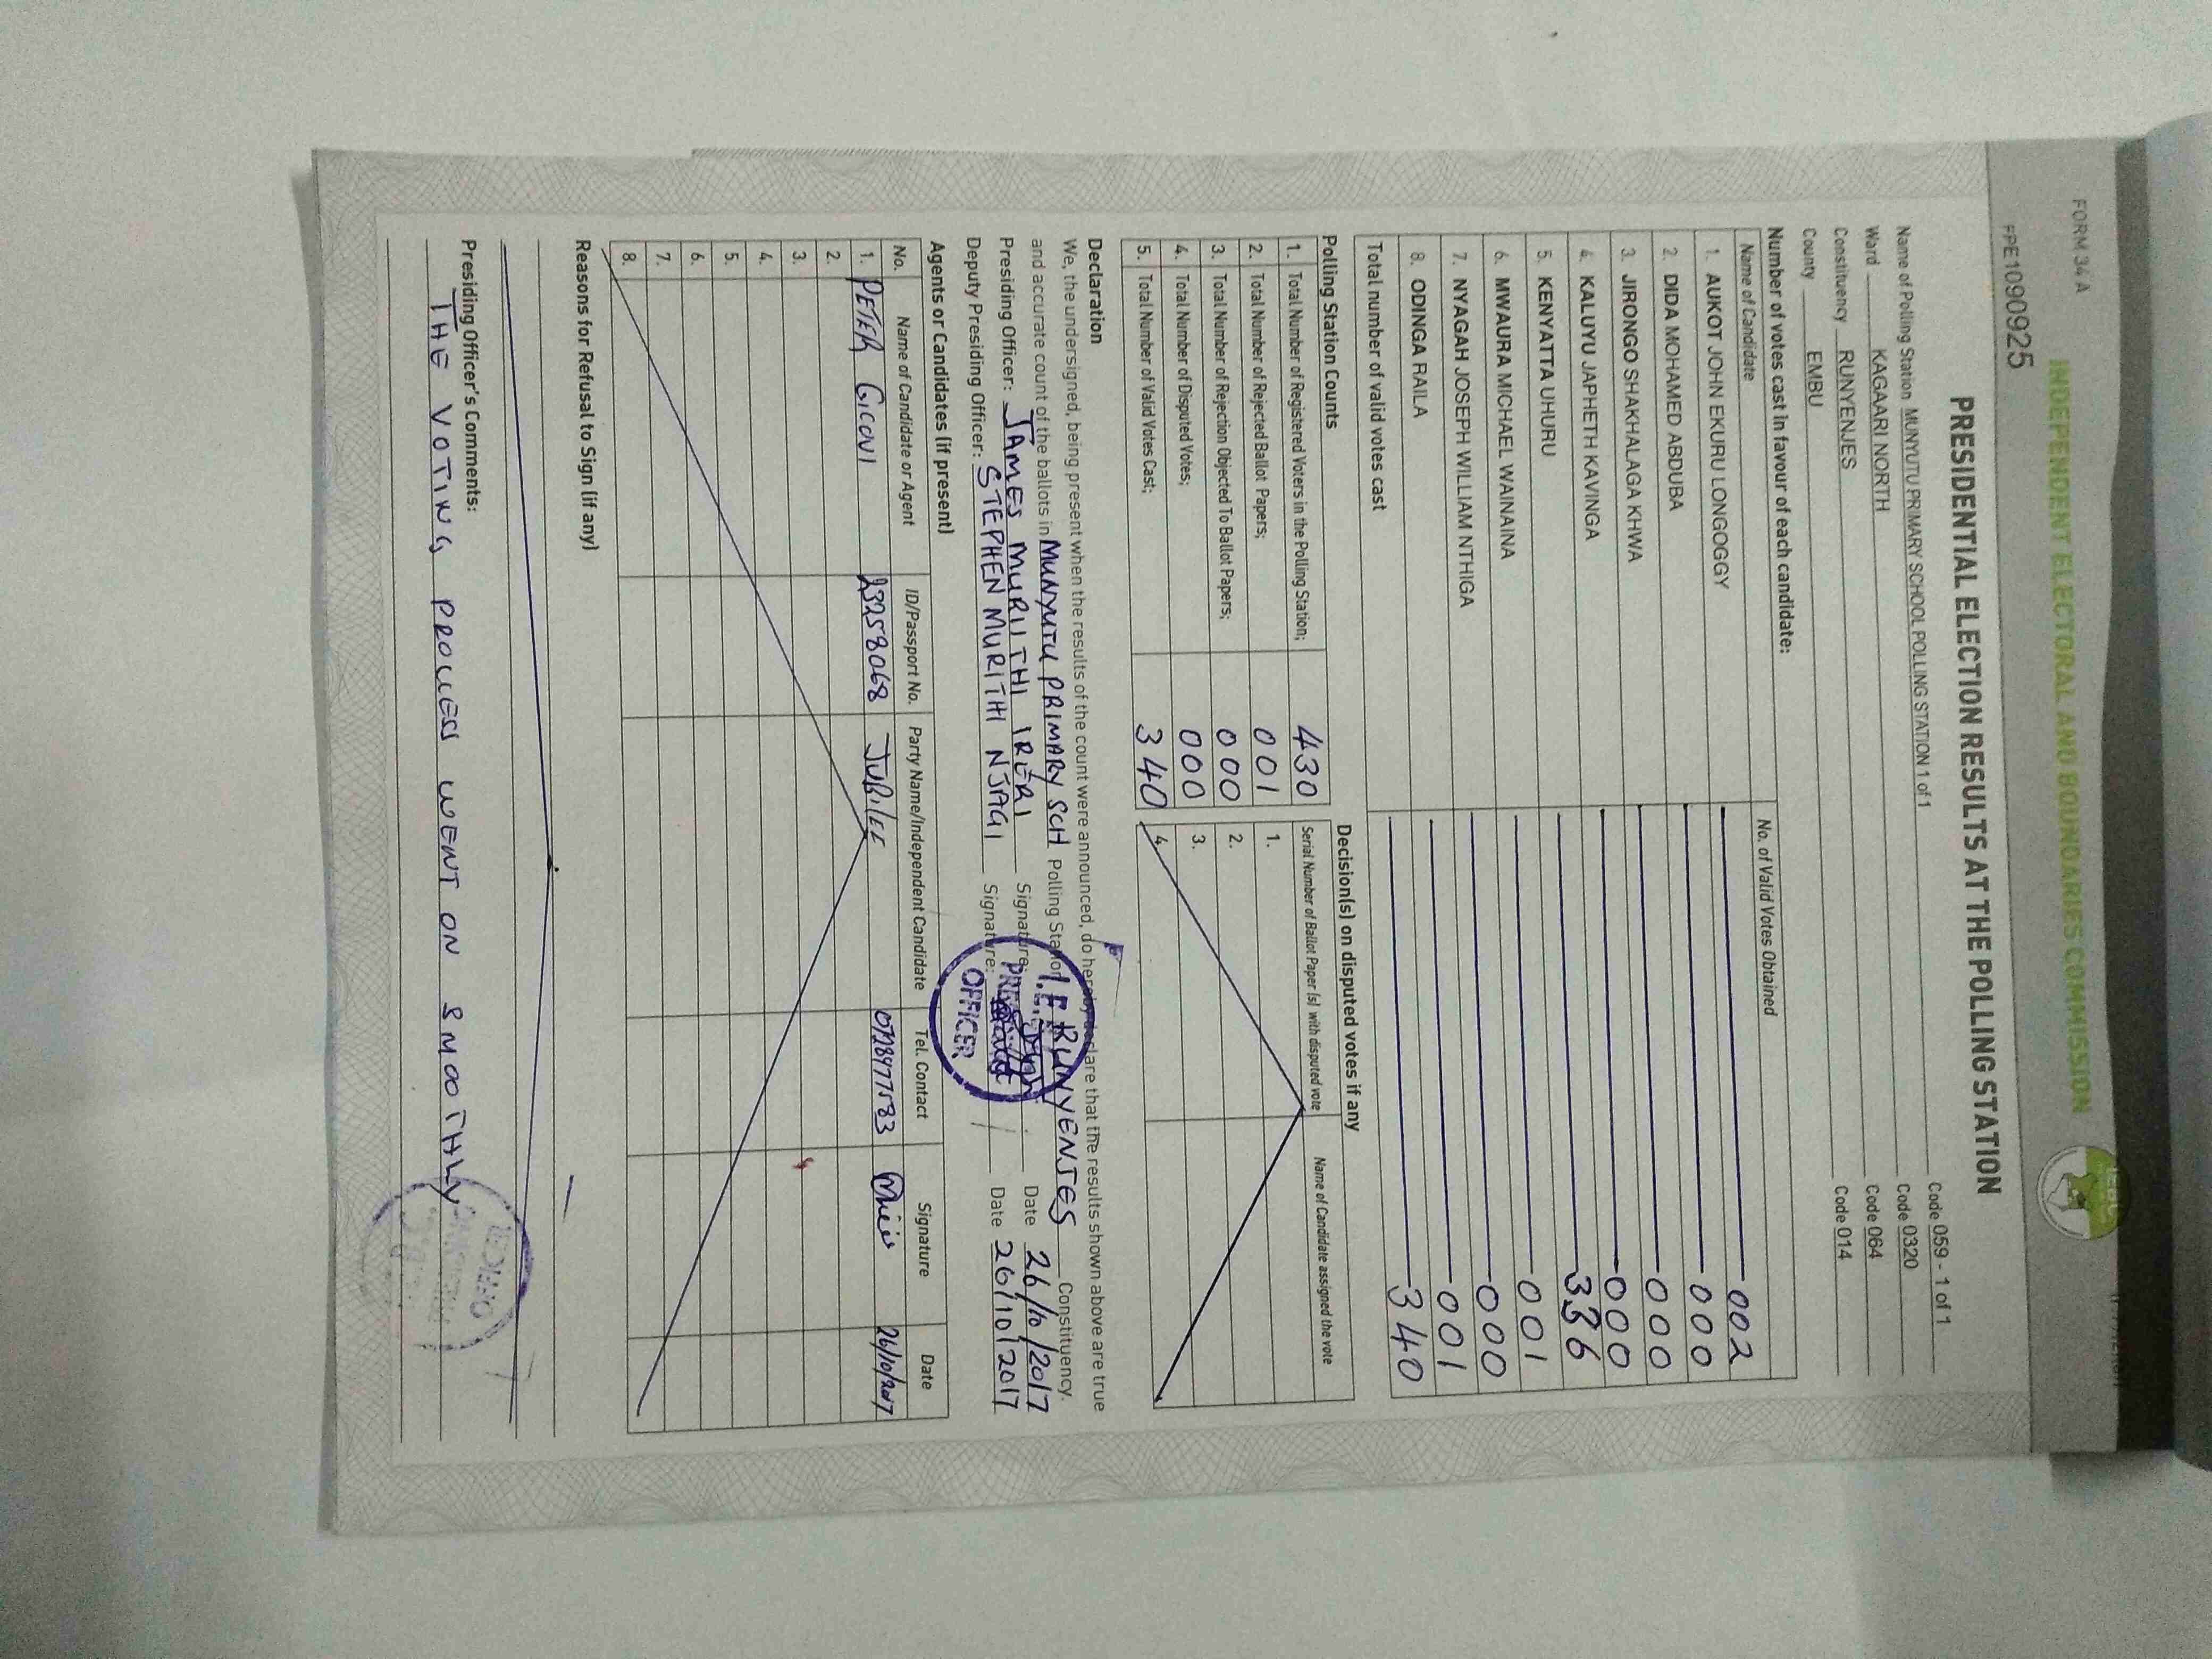 FORM 34 A
INDEPENDENT ELECTORAL AND BOUNDARIES COMMISSION
PPE1090925
PRESIDENTIAL ELECTION RESULTS AT THE POLLING STATION
Name of Polling Station MUNYUTU PRIMARY SCHOOL POLLING STATION 1 of 1 Code 059 - 1 of 1
Ward KAGAARI NORTH Code 0320
Constituency RUNYENJES Code 064
County EMBU Code 014
Number of votes cast in favour of each candidate:
Name of Candidate No. of Valid Votes Obtained
1. AUKOT JOHN EKURU LONGOGGY 002
2. DIDA MOHAMED ABDUBA 000
3. JIRONGO SHAKHALAGA KHWA 000
4. KALUYU JAPHETH KAVINGA 000
5. KENYATTA UHURU 336
6. MWAURA MICHAEL WAINAINA 001
7. NYAGAH JOSEPH WILLIAM NTHIGA 000
8. ODINGA RAILA 001
Total number of valid votes cast 340
Polling Station Counts
1. Total Number of Registered Voters in the Polling Station; 430
2. Total Number of Rejected Ballot Papers; 001
3. Total Number of Rejection Objected To Ballot Papers; 000
4. Total Number of Disputed Votes; 000
5. Total Number of Valid Votes Cast; 340
Decision(s) on disputed votes if any
Serial Number of Ballot Paper (s) with disputed vote Name of Candidate assigned the vote
1.
2.
3.
4.
Declaration
We, the undersigned, being present when the results of the count were announced, do hereby declare that the results shown above are true
and accurate count of the ballots in MUNYUTU PRIMARY SCH Polling Station RUNYENJES Constituency.
Presiding Officer: JAMES MURUTHI IRERI Signature: Date 26/10/2017
Deputy Presiding Officer: STEPHEN MURITHI NJAGI Signature: Date 26/10/2017
OFFICER
Agents or Candidates (if present)
No. Name of Candidate or Agent ID/Passport No. Party Name/Independent Candidate Tel. Contact Signature Date
1. PETER GICOVI 23258068 JUBILEE 0728977583 26/10/2017
2.
3.
4.
5.
6.
7.
8.
Reasons for Refusal to Sign (if any)
Presiding Officer's Comments:
THE VOTING PROCESS WENT ON SMOOTHLY